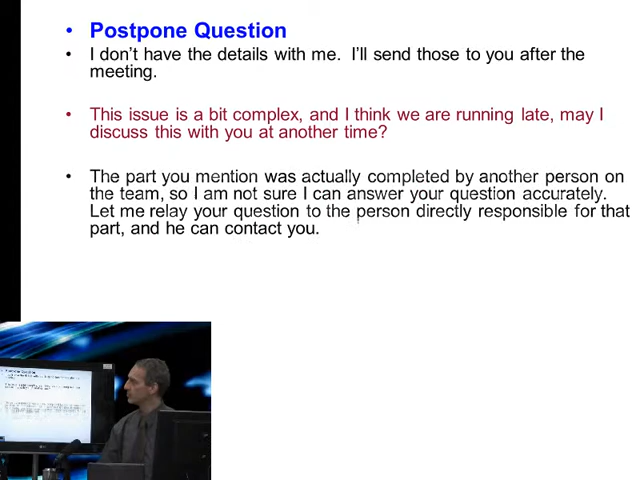 • Postpone Question
• I don't have the details with me. I'll send those to you after the
meeting.
• This issue is a bit complex, and I think we are running late, may I
discuss this with you at another time?
• The part you mention was actually completed by another person on
the team, so I am not sure I can answer your question accurately.
Let me relay your question to the person directly responsible for that
part, and he can contact you.